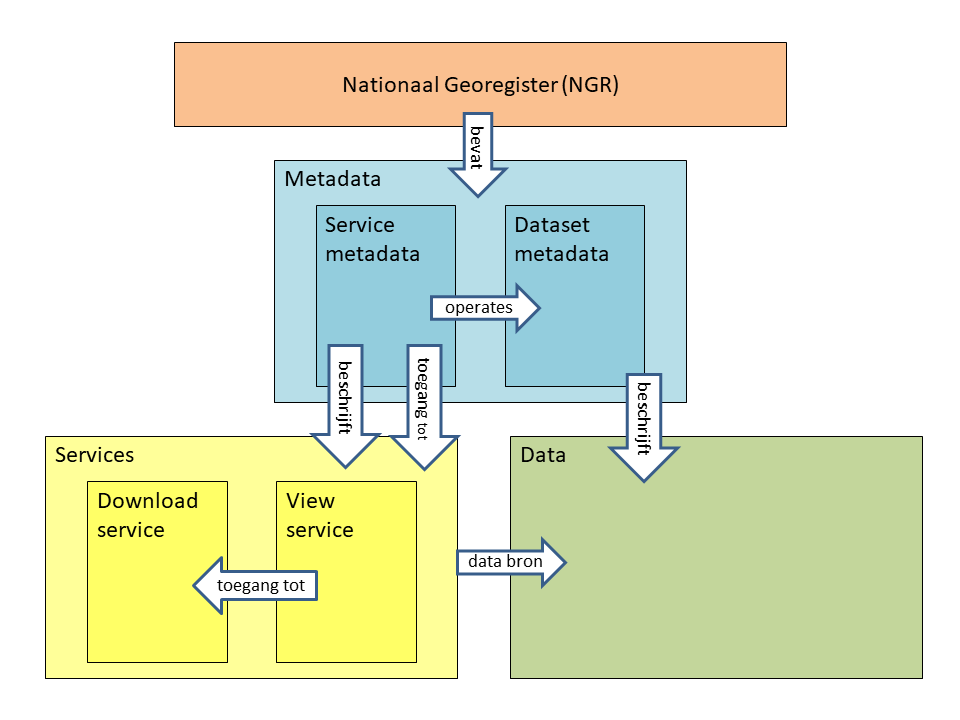 Nationaal Georegister (NGR)
bevat
Metadata
Service
metadata
Dataset
metadata
operates
beschrijft
toegang tot
beschrijft
Services
Data
Download
service
View
service
data bron
toegang tot